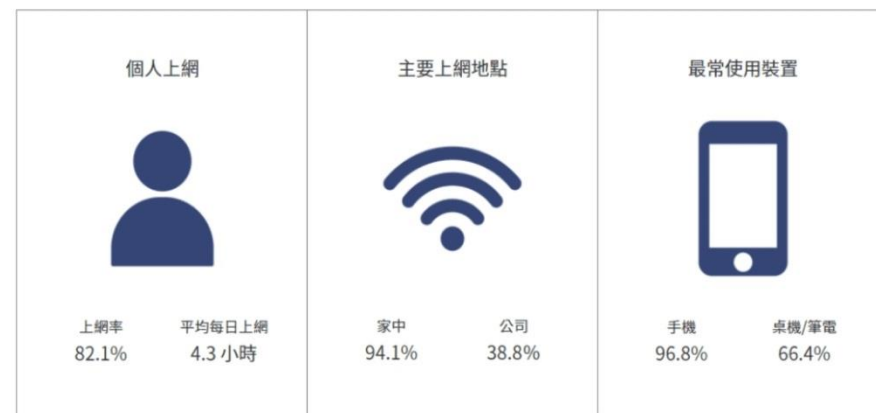 個人上網
上網率 平均每日上網
82.1% 4.3 小時
主要上網地點
家中 公司
94.1% 38.8%
最常使用裝置
手機 桌機/筆電
96.8% 66.4%